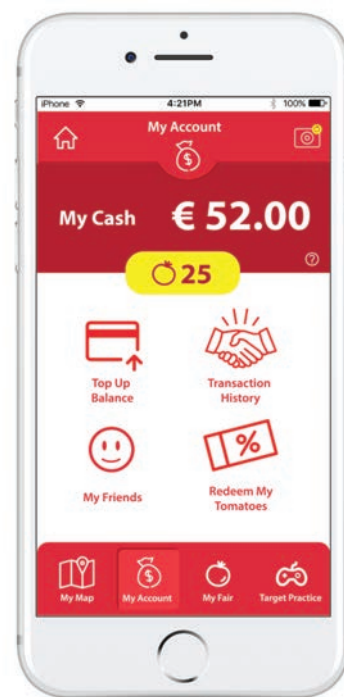 iPhone 4:21PM 100%
My Account
$
My Cash € 52.00
?
25
Top Up
Balance
Transaction
History
%
My Friends
Redeem My
Tomatoes
$
My Map My Account My Fair Target Practice